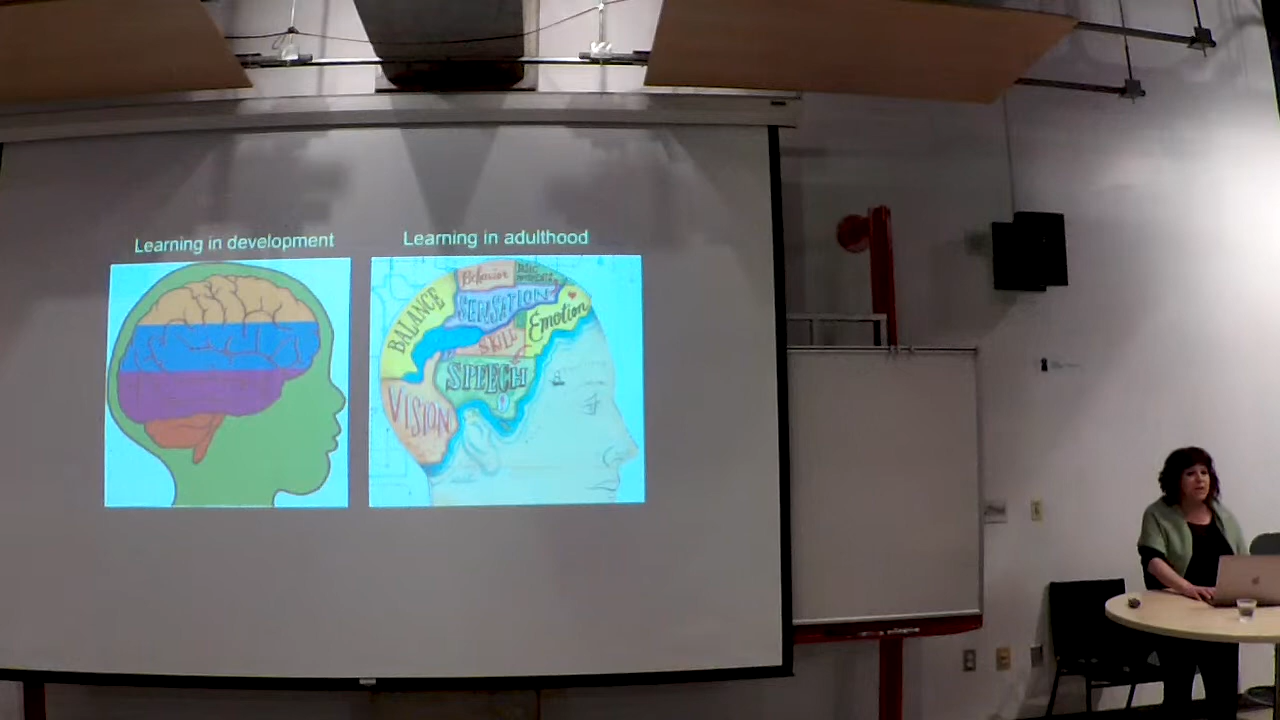 Learning in development
Learning in adulthood
Behavior
BALANCE
SENSATION
Emotion
SKILL
SPEECH
VISION